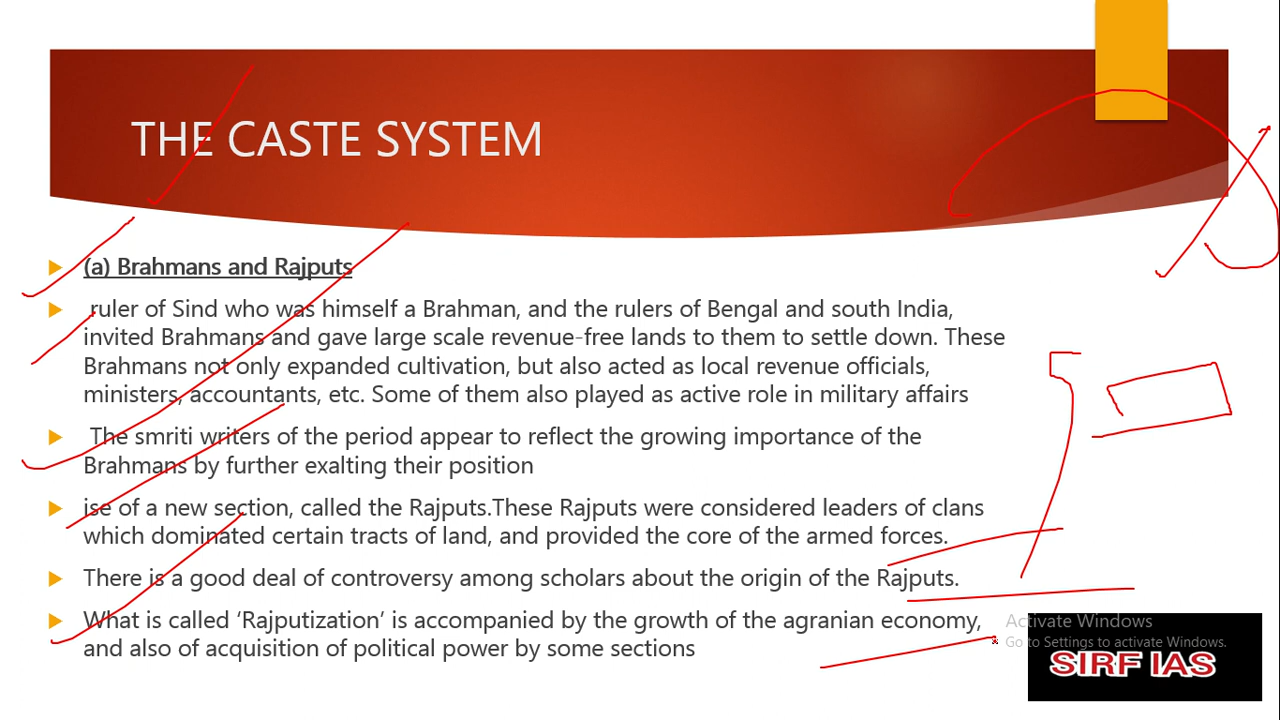 THE CASTE SYSTEM
(a) Brahmans and Rajputs
ruler of Sind who was himself a Brahman, and the rulers of Bengal and south India,
invited Brahmans and gave large scale revenue-free lands to them to settle down. These
Brahmans not only expanded cultivation, but also acted as local revenue officials,
ministers, accountants, etc. Some of them also played as active role in military affairs
The smriti writers of the period appear to reflect the growing importance of the
Brahmans by further exalting their position
ise of a new section, called the Rajputs.These Rajputs were considered leaders of clans
which dominated certain tracts of land, and provided the core of the armed forces.
There is a good deal of controversy among scholars about the origin of the Rajputs.
What is called ‘Rajputization’ is accompanied by the growth of the agranian economy,
and also of acquisition of political power by some sections
Activate Windows
Go to Settings to activate Windows.
SIRF IAS